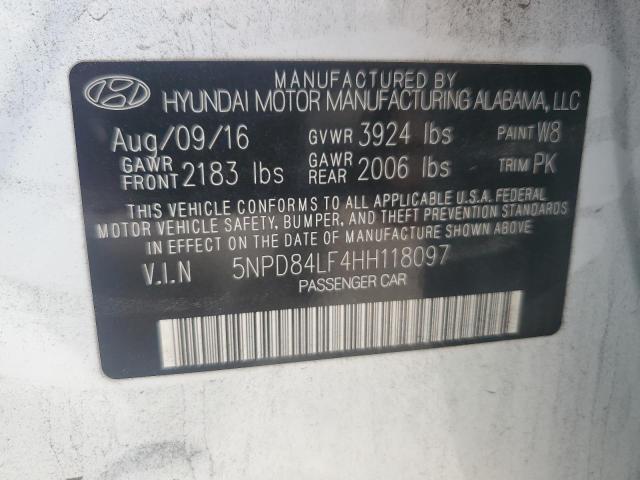 MANUFACTURED BY
HYUNDAI MOTOR MANUFACTURING ALABAMA, LLC
Aug/09/16 GVWR 3924 lbs PAINT W8
GAWR FRONT 2183 lbs GAWR REAR 2006 lbs TRIM PK
THIS VEHICLE CONFORMS TO ALL APPLICABLE U.S.A. FEDERAL
MOTOR VEHICLE SAFETY, BUMPER, AND THEFT PREVENTION STANDARDS
IN EFFECT ON THE DATE OF MANUFACTURE SHOWN ABOVE.
V.I.N 5NPD84LF4HH118097
PASSENGER CAR